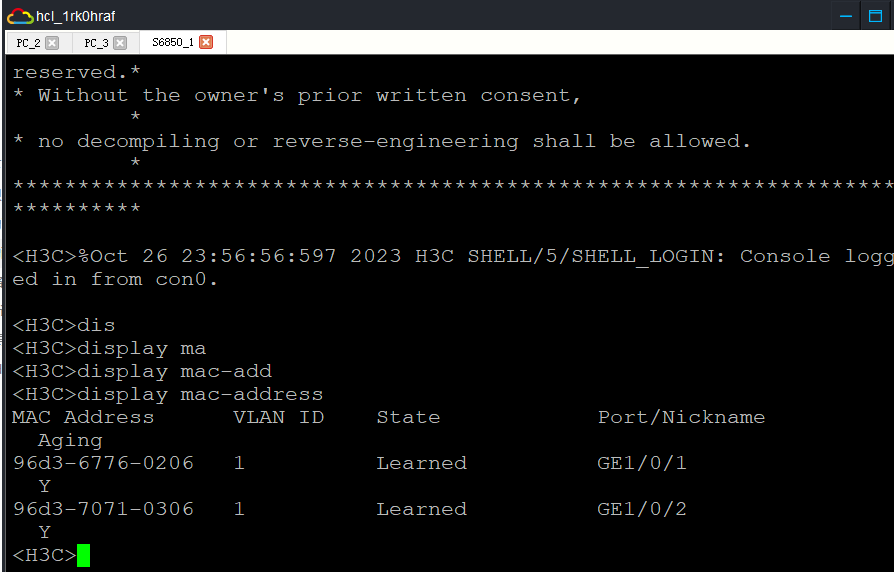 hcl_1rk0hraf
PC_2 PC_3 S6850_1
reserved.*
* Without the owner's prior written consent,
*
* no decompiling or reverse-engineering shall be allowed.
*
********************************************************************
**********
<H3C>%Oct 26 23:56:56:597 2023 H3C SHELL/5/SHELL_LOGIN: Console logg
ed in from con0.
<H3C>dis
<H3C>display ma
<H3C>display mac-add
<H3C>display mac-address
MAC Address VLAN ID State Port/Nickname
Aging
96d3-6776-0206 1 Learned GE1/0/1
Y
96d3-7071-0306 1 Learned GE1/0/2
Y
<H3C>